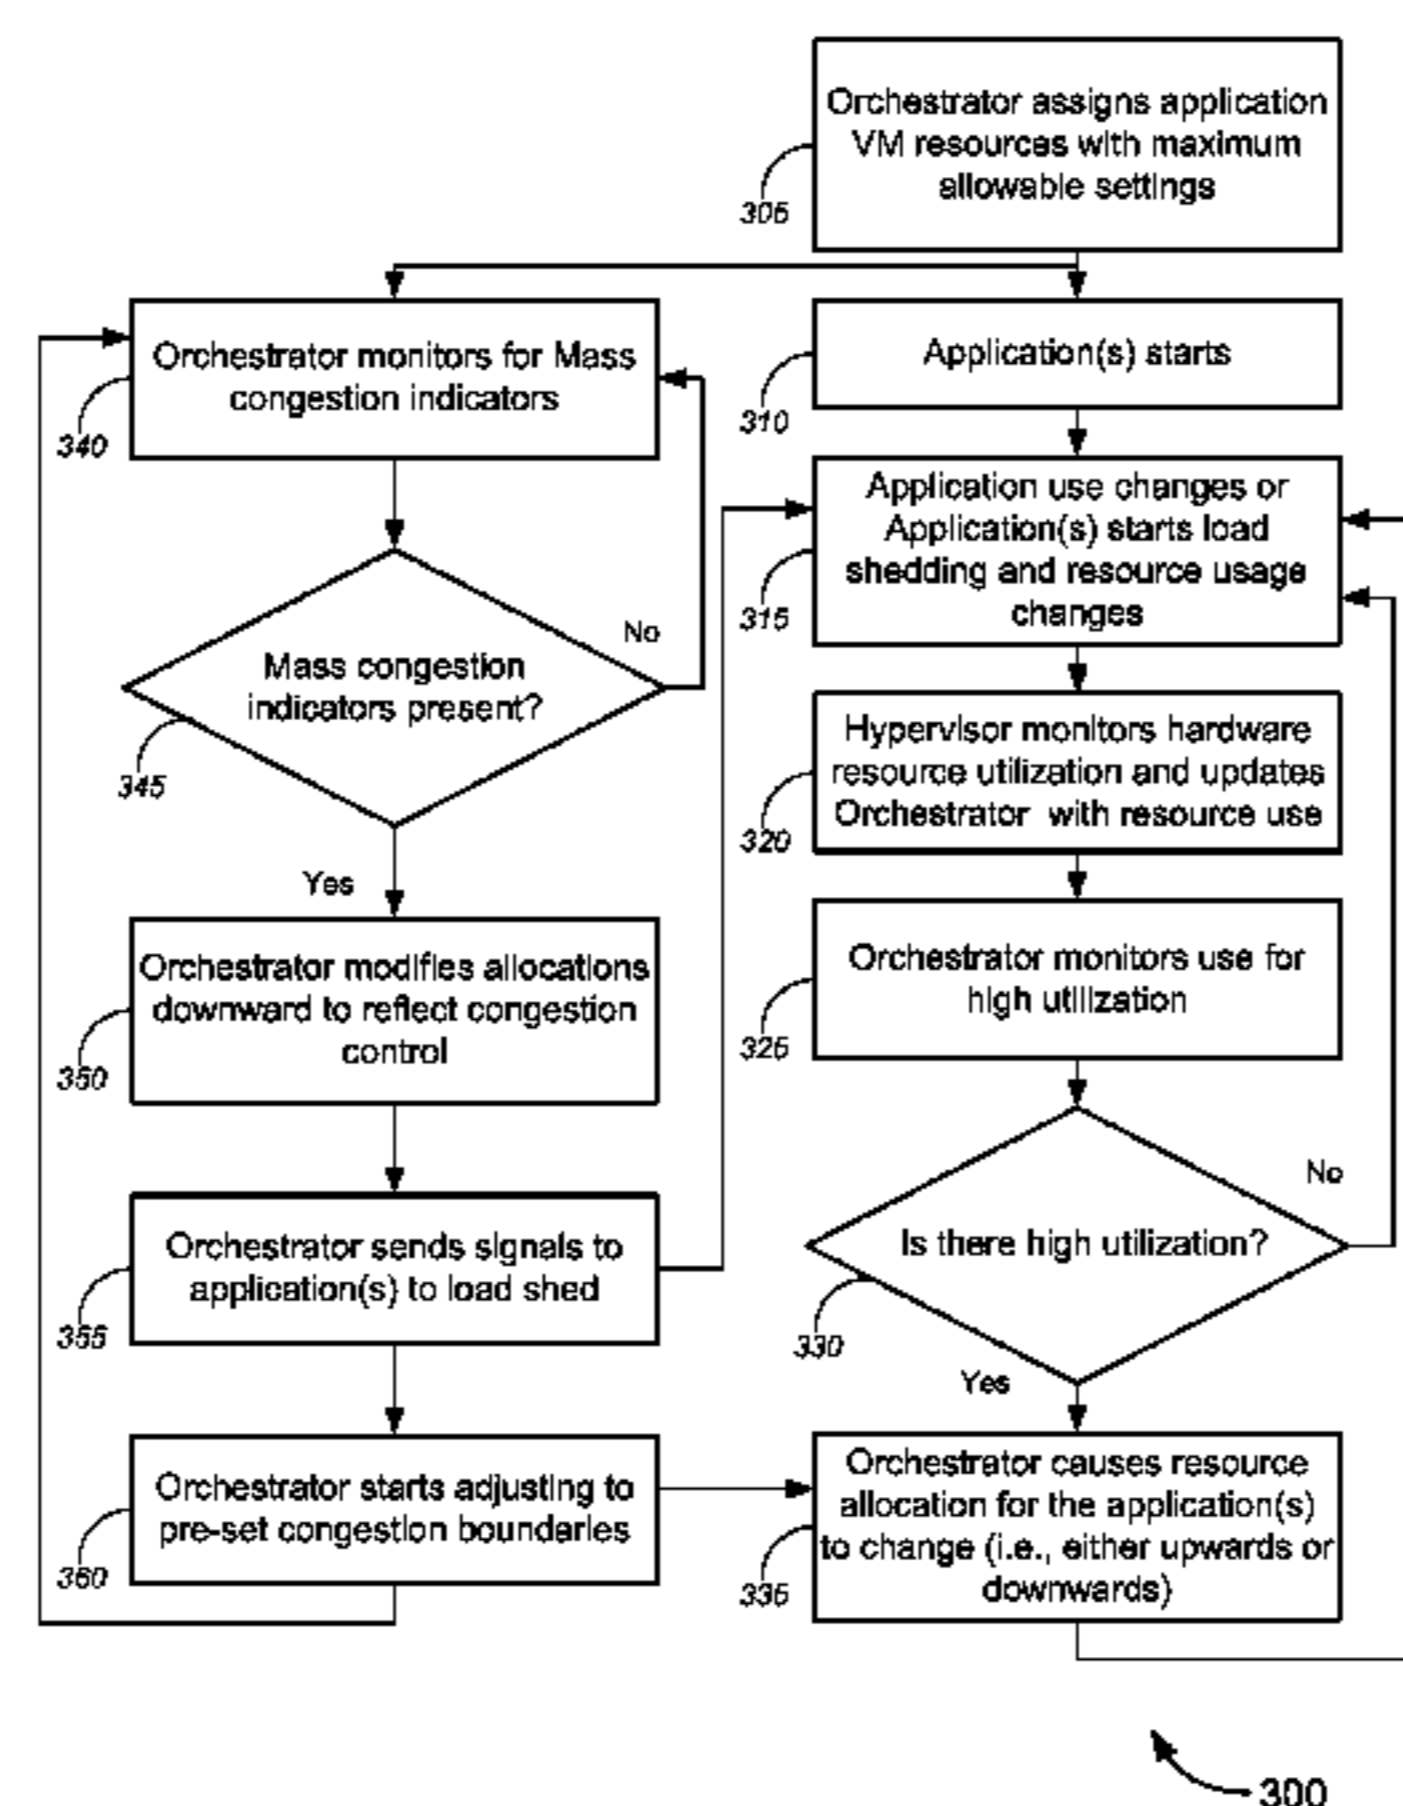 Orchestrator assigns application
VM resources with maximum
allowable settings
305
Orchestrator monitors for Mass
congestion indicators
340
Application(s) starts
310
Application use changes or
Application(s) starts load
shedding and resource usage
changes
315
No
Mass congestion
indicators present?
345
Hypervisor monitors hardware
resource utilization and updates
Orchestrator with resource use
320
Yes
Orchestrator modifies allocations
downward to reflect congestion
control
350
Orchestrator monitors use for
high utilization
325
No
Orchestrator sends signals to
application(s) to load shed
355
Is there high utilization?
330
Yes
Orchestrator starts adjusting to
pre-set congestion boundaries
360
Orchestrator causes resource
allocation for the application(s)
to change (i.e., either upwards or
downwards)
335
300